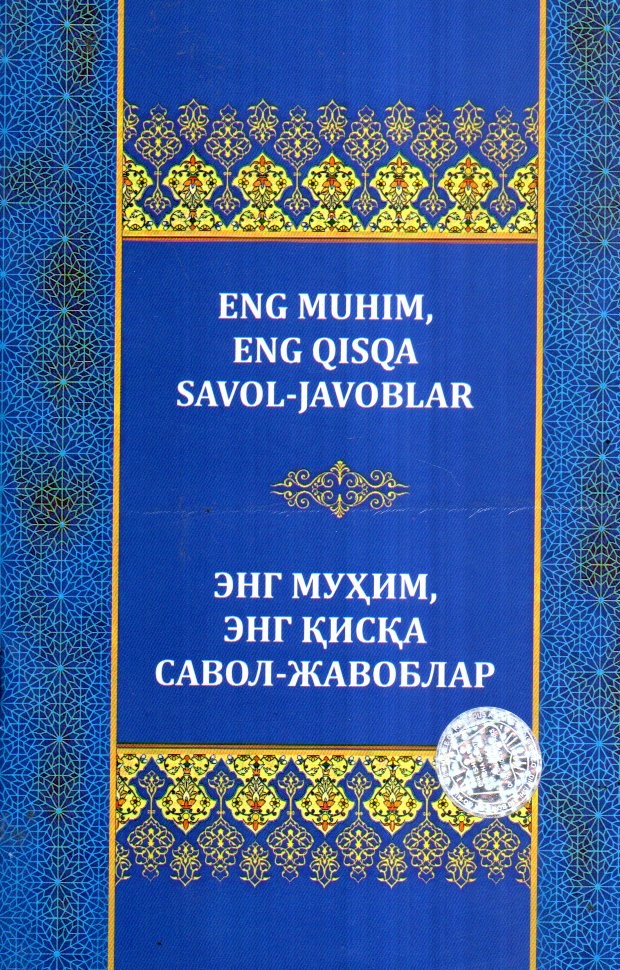 ENG MUHIM,
ENG QISQA
SAVOL-JAVOBLAR
ЭНГ МУҲИМ,
ЭНГ ҚИСҚА
САВОЛ-ЖАВОБЛАР